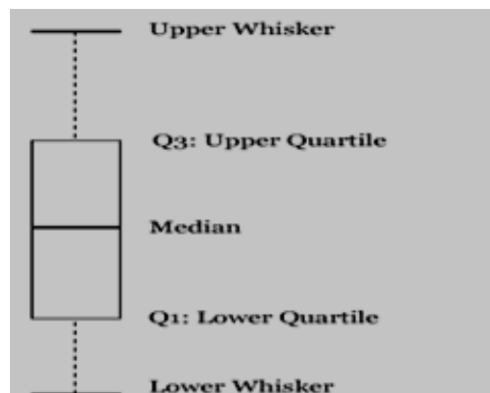 Upper Whisker
Q3: Upper Quartile
Median
Q1: Lower Quartile
Lower Whisker